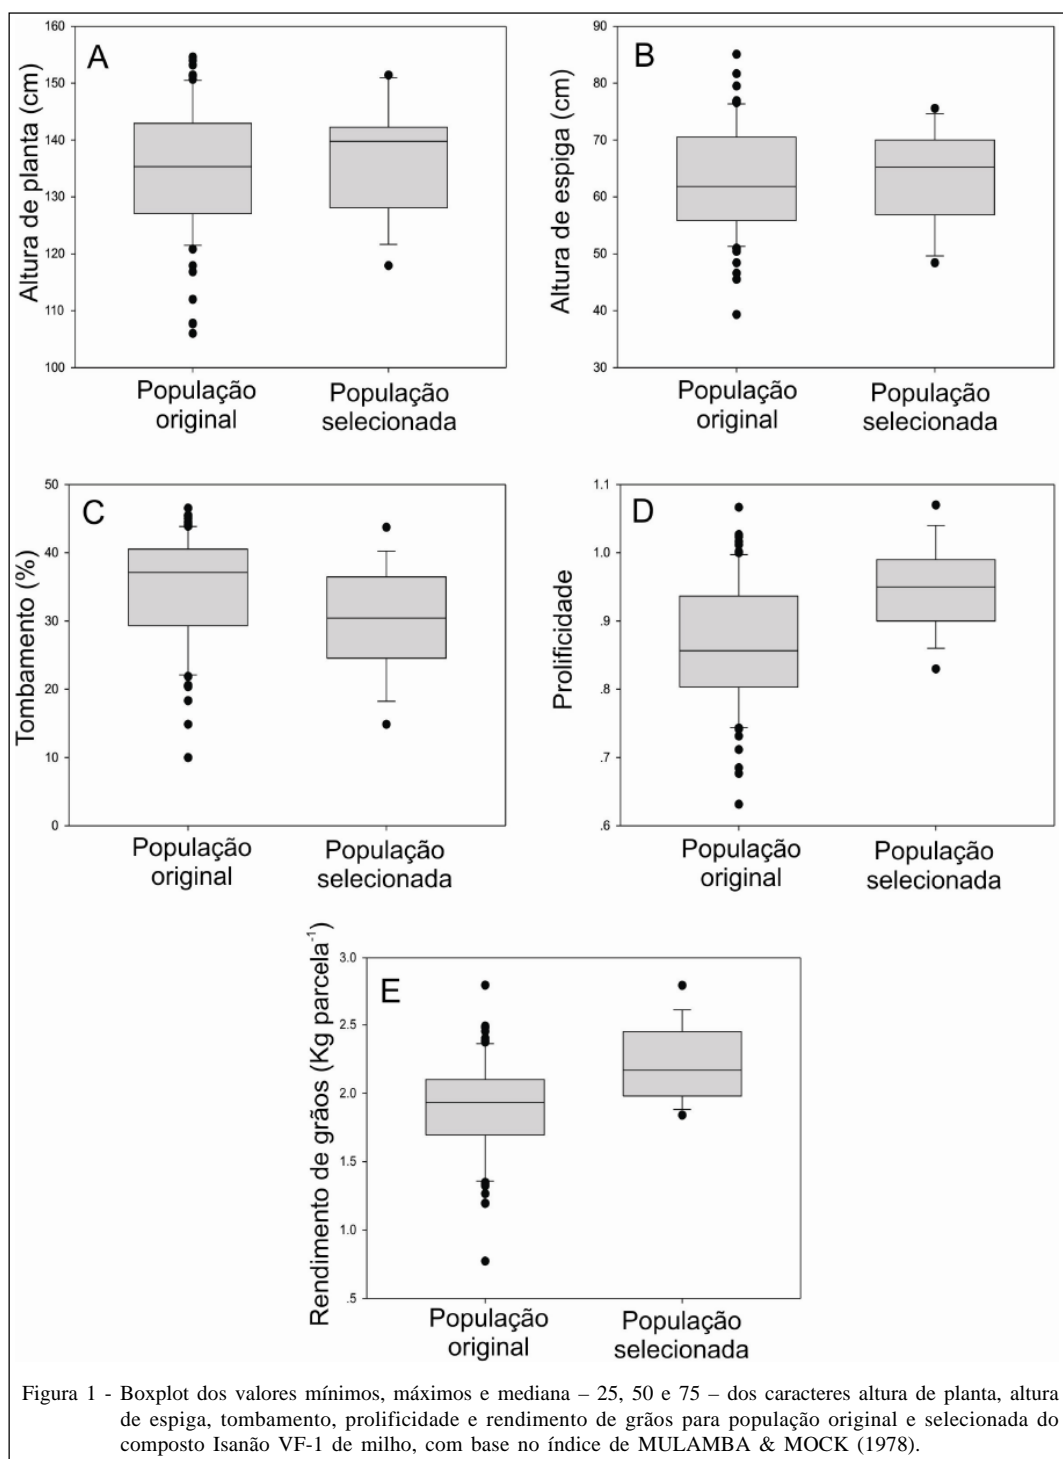 A
Altura de planta (cm)
160
150
140
130
120
110
100
População
original
População
selecionada
B
Altura de espiga (cm)
90
80
70
60
50
40
30
População
original
População
selecionada
C
Tombamento (%)
50
40
30
20
10
0
População
original
População
selecionada
D
Prolificidade
1.1
1.0
.9
.8
.7
.6
População
original
População
selecionada
E
Rendimento de grãos (Kg parcela⁻¹)
3.0
2.5
2.0
1.5
1.0
.5
População
original
População
selecionada
Figura 1 - Boxplot dos valores mínimos, máximos e mediana – 25, 50 e 75 – dos caracteres altura de planta, altura
de espiga, tombamento, prolificidade e rendimento de grãos para população original e selecionada do
composto Isanão VF-1 de milho, com base no índice de MULAMBA & MOCK (1978).